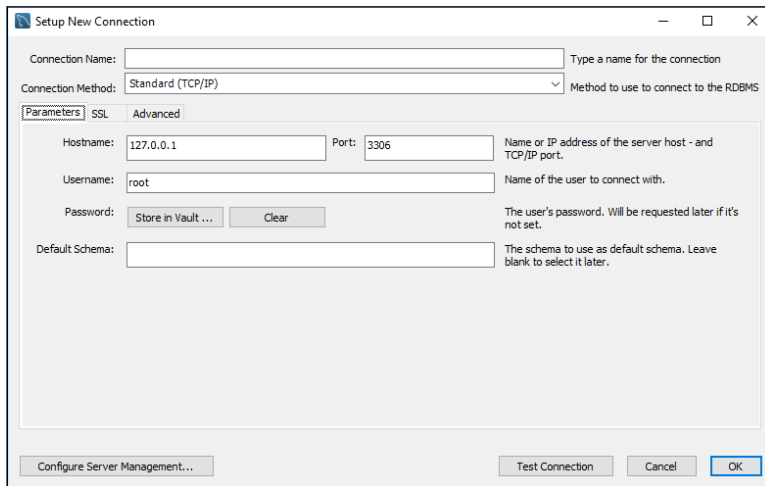 Setup New Connection
Connection Name:
Type a name for the connection
Connection Method:
Standard (TCP/IP)
Method to use to connect to the RDBMS
Parameters
SSL
Advanced
Hostname:
127.0.0.1
Port:
3306
Name or IP address of the server host - and
TCP/IP port.
Username:
root
Name of the user to connect with.
Password:
Store in Vault ...
Clear
The user's password. Will be requested later if it's
not set.
Default Schema:
The schema to use as default schema. Leave
blank to select it later.
Configure Server Management...
Test Connection
Cancel
OK